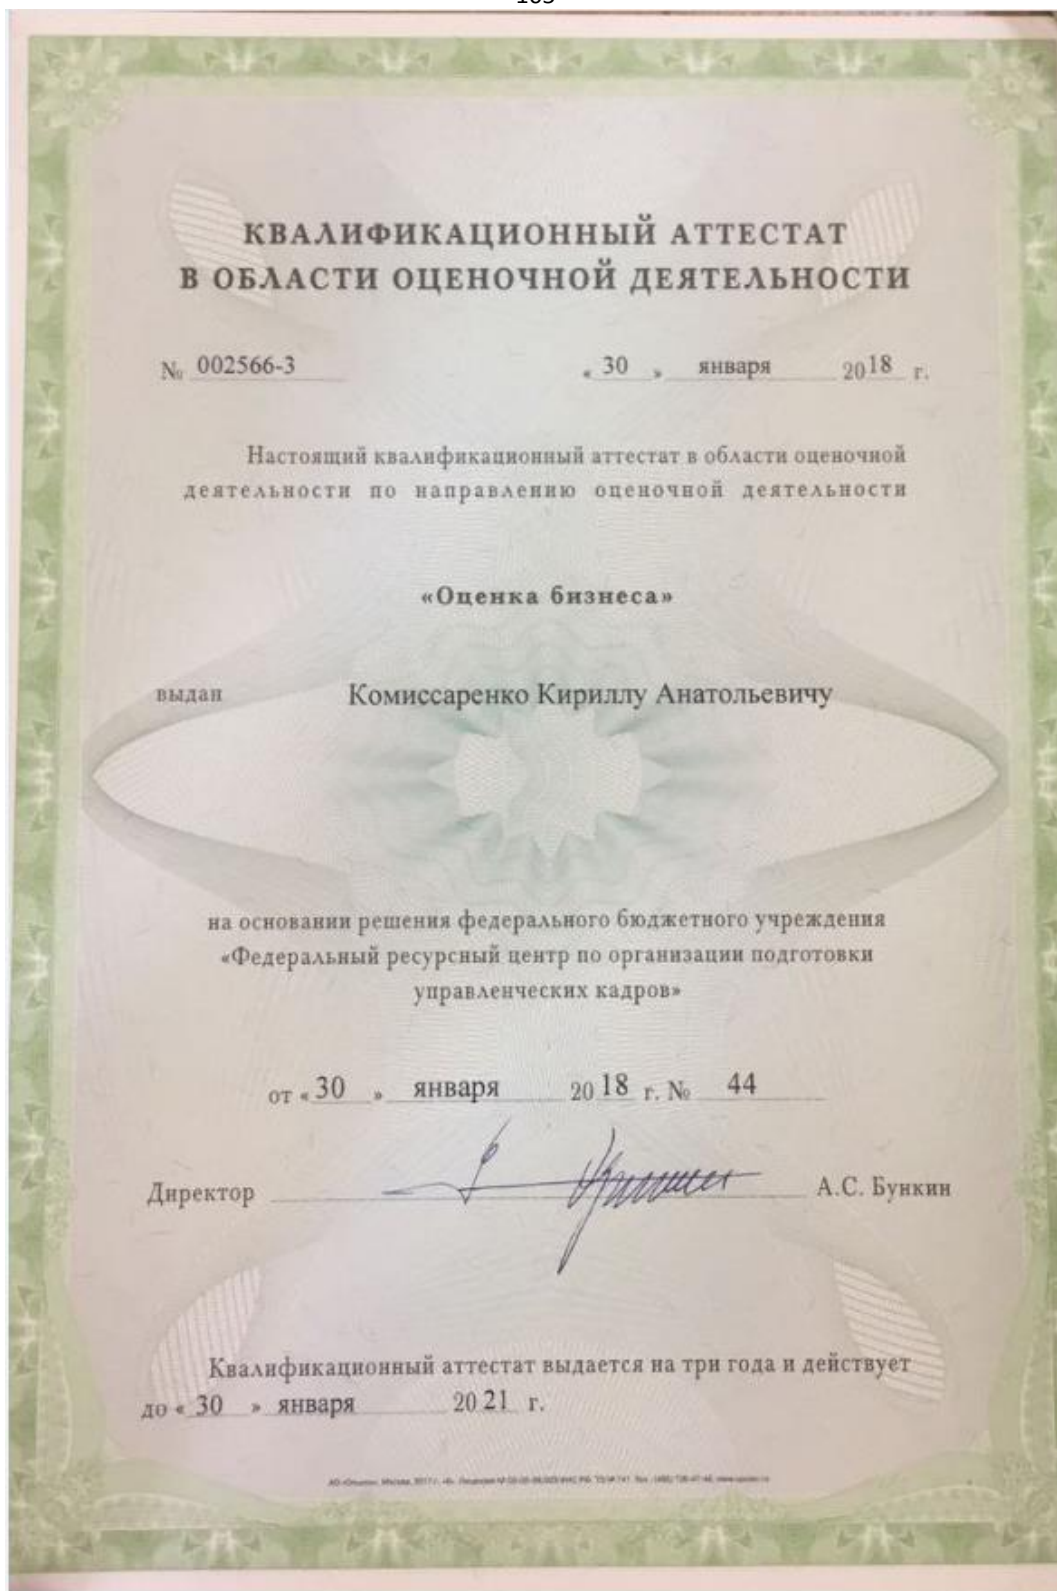 КВАЛИФИКАЦИОННЫЙ АТТЕСТАТ
В ОБЛАСТИ ОЦЕНОЧНОЙ ДЕЯТЕЛЬНОСТИ
№ 002566-3 « 30 » января 2018 г.
Настоящий квалификационный аттестат в области оценочной
деятельности по направлению оценочной деятельности
«Оценка бизнеса»
выдан Комиссаренко Кириллу Анатольевичу
на основании решения федерального бюджетного учреждения
«Федеральный ресурсный центр по организации подготовки
управленческих кадров»
от « 30 » января 2018 г. № 44
Директор А.С. Бункин
Квалификационный аттестат выдается на три года и действует
до « 30 » января 2021 г.